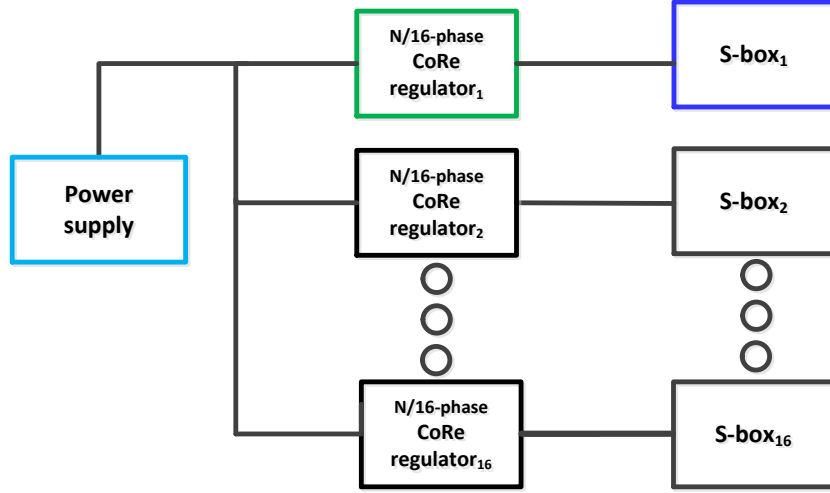 N/16-phase
CoRe
regulator₁
S-box₁
Power
supply
N/16-phase
CoRe
regulator₂
S-box₂
N/16-phase
CoRe
regulator₁₆
S-box₁₆